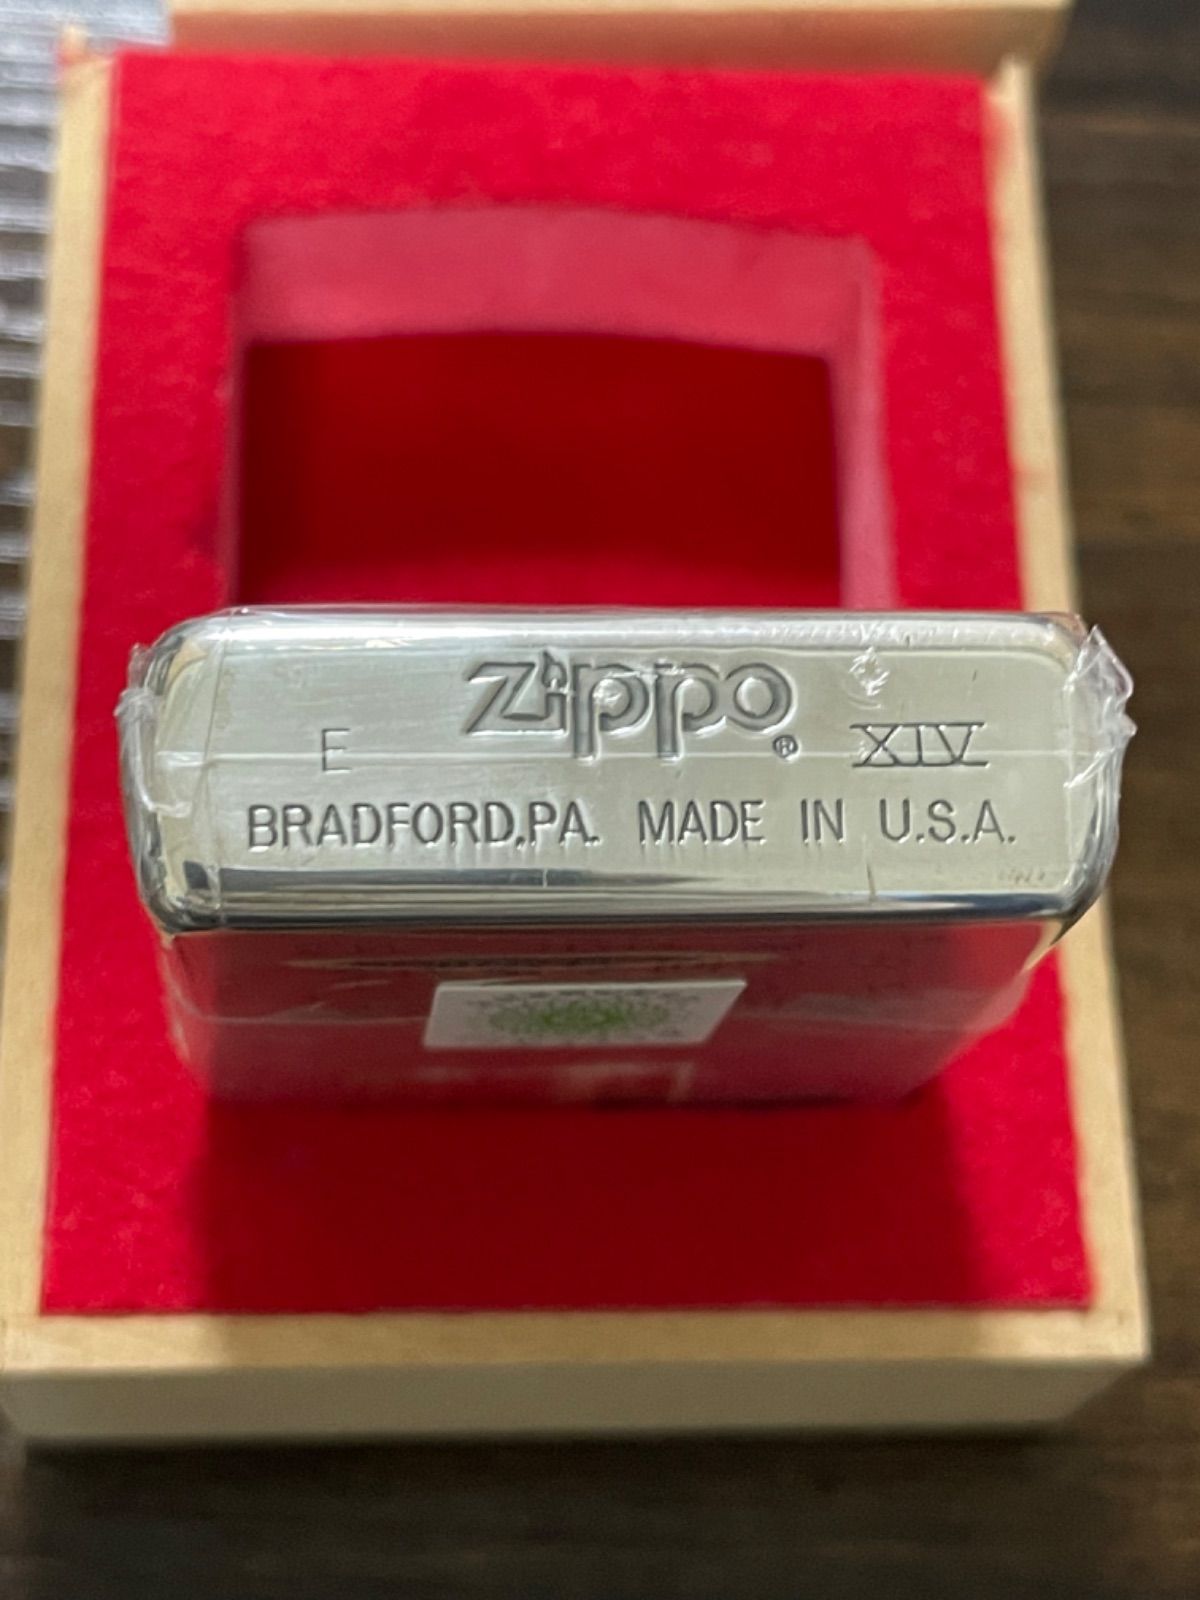 Zippo®
E XIV
BRADFORD,PA. MADE IN U.S.A.